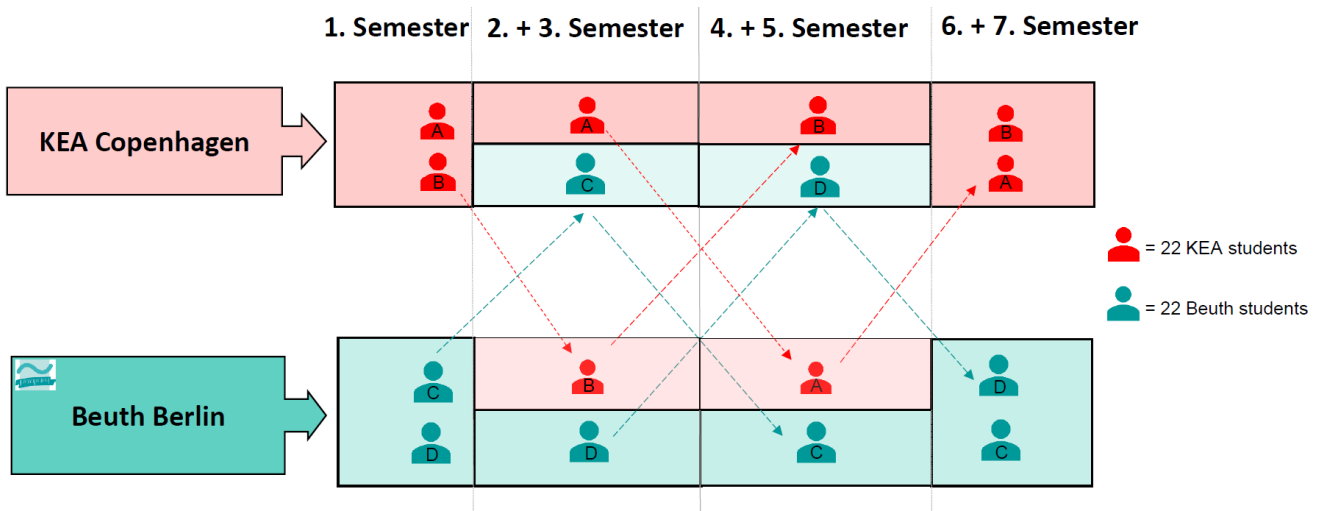 1. Semester 2. + 3. Semester 4. + 5. Semester 6. + 7. Semester
KEA Copenhagen
A A B B
B C D A
= 22 KEA students
= 22 Beuth students
Beuth Berlin
C B A D
D D C C